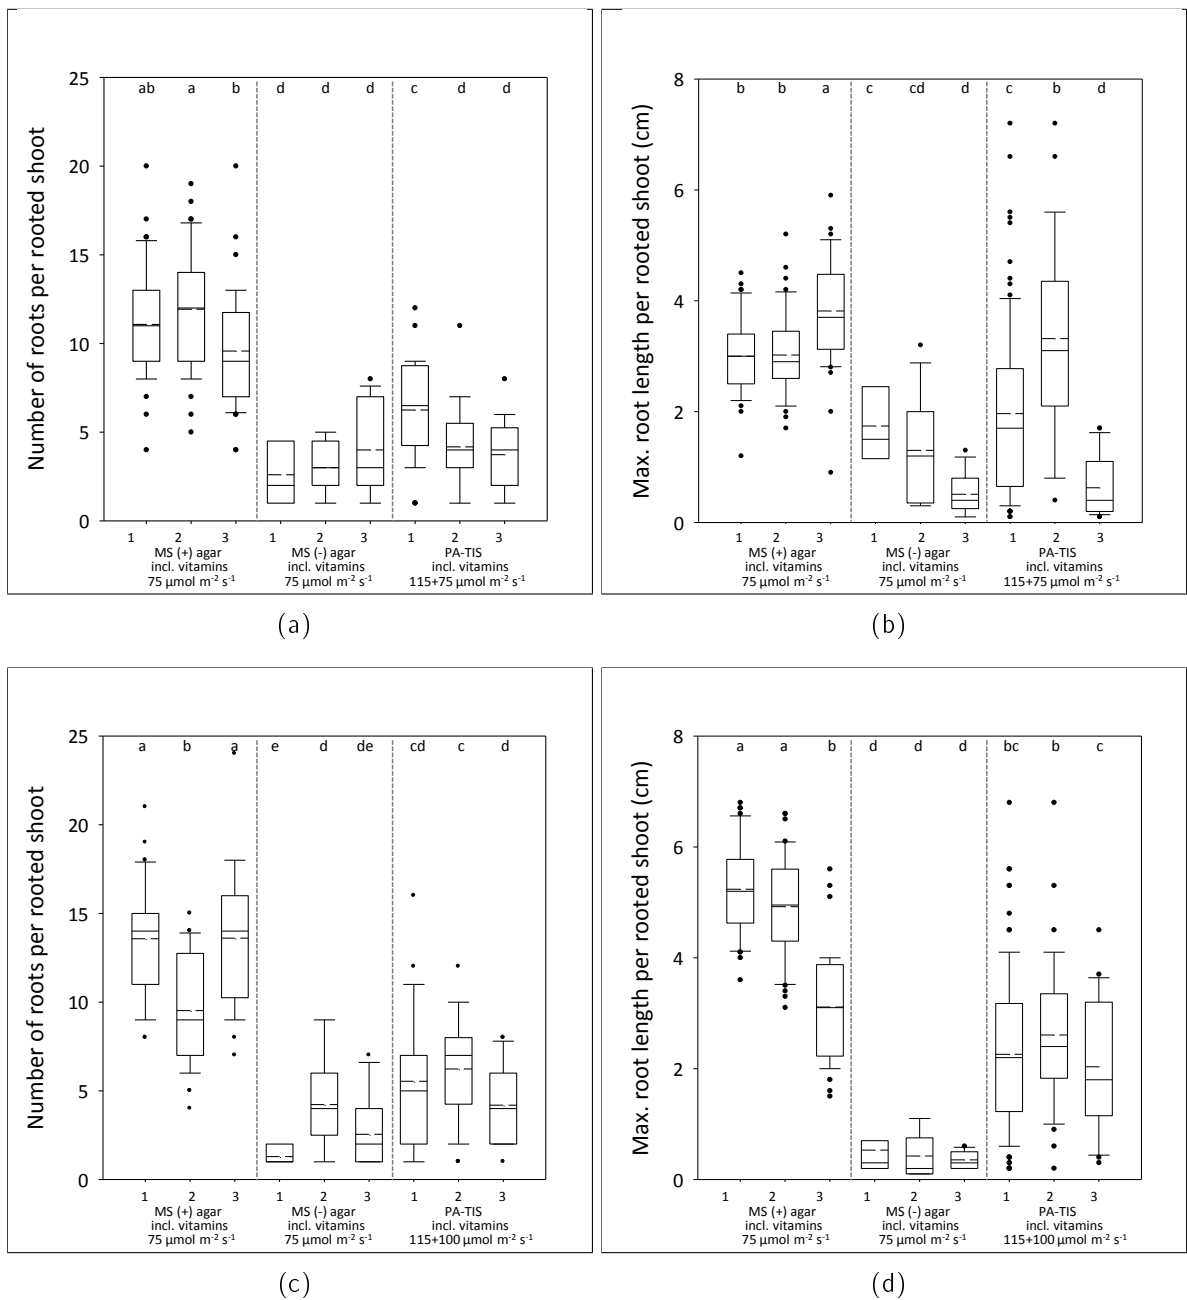 Number of roots per rooted shoot
25
20
15
10
5
0
ab a b d d d c d d
1 2 3 1 2 3 1 2 3
MS (+) agar MS (-) agar PA-TIS
incl. vitamins incl. vitamins incl. vitamins
75 µmol m⁻² s⁻¹ 75 µmol m⁻² s⁻¹ 115+75 µmol m⁻² s⁻¹
(a)
Max. root length per rooted shoot (cm)
8
6
4
2
0
b b a c cd d c b d
1 2 3 1 2 3 1 2 3
MS (+) agar MS (-) agar PA-TIS
incl. vitamins incl. vitamins incl. vitamins
75 µmol m⁻² s⁻¹ 75 µmol m⁻² s⁻¹ 115+75 µmol m⁻² s⁻¹
(b)
Number of roots per rooted shoot
25
20
15
10
5
0
a b a e d de cd c d
1 2 3 1 2 3 1 2 3
MS (+) agar MS (-) agar PA-TIS
incl. vitamins incl. vitamins incl. vitamins
75 µmol m⁻² s⁻¹ 75 µmol m⁻² s⁻¹ 115+100 µmol m⁻² s⁻¹
(c)
Max. root length per rooted shoot (cm)
8
6
4
2
0
a a b d d d bc b c
1 2 3 1 2 3 1 2 3
MS (+) agar MS (-) agar PA-TIS
incl. vitamins incl. vitamins incl. vitamins
75 µmol m⁻² s⁻¹ 75 µmol m⁻² s⁻¹ 115+100 µmol m⁻² s⁻¹
(d)